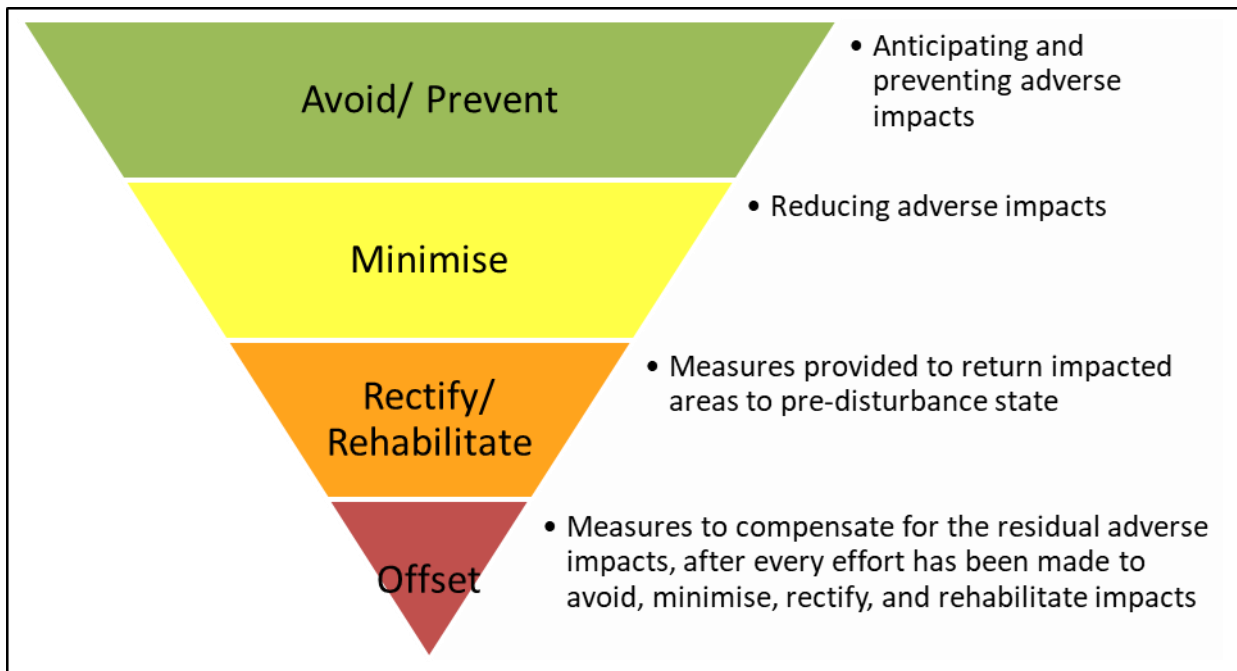 Avoid/ Prevent
• Anticipating and
preventing adverse
impacts
Minimise
• Reducing adverse impacts
Rectify/
Rehabilitate
• Measures provided to return impacted
areas to pre-disturbance state
Offset
• Measures to compensate for the residual adverse
impacts, after every effort has been made to
avoid, minimise, rectify, and rehabilitate impacts